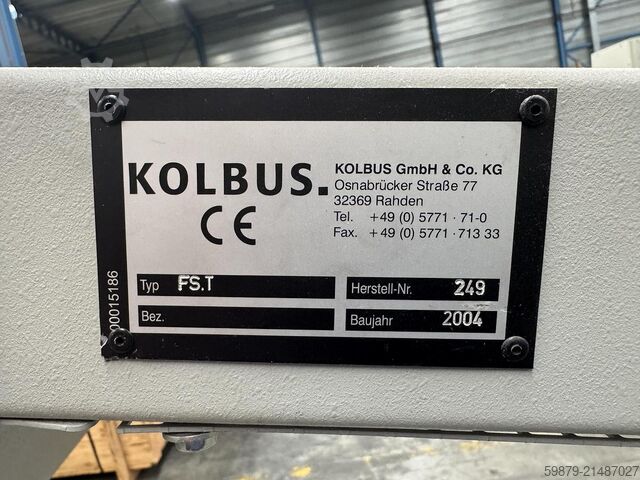 KOLBUS.
CE
KOLBUS GmbH & Co. KG
Osnabrücker Straße 77
32369 Rahden
Tel. +49 (0) 5771 · 71-0
Fax. +49 (0) 5771 · 713 33
Typ FS.T
Herstell-Nr. 249
Bez.
Baujahr 2004
00015186
59879-21487027